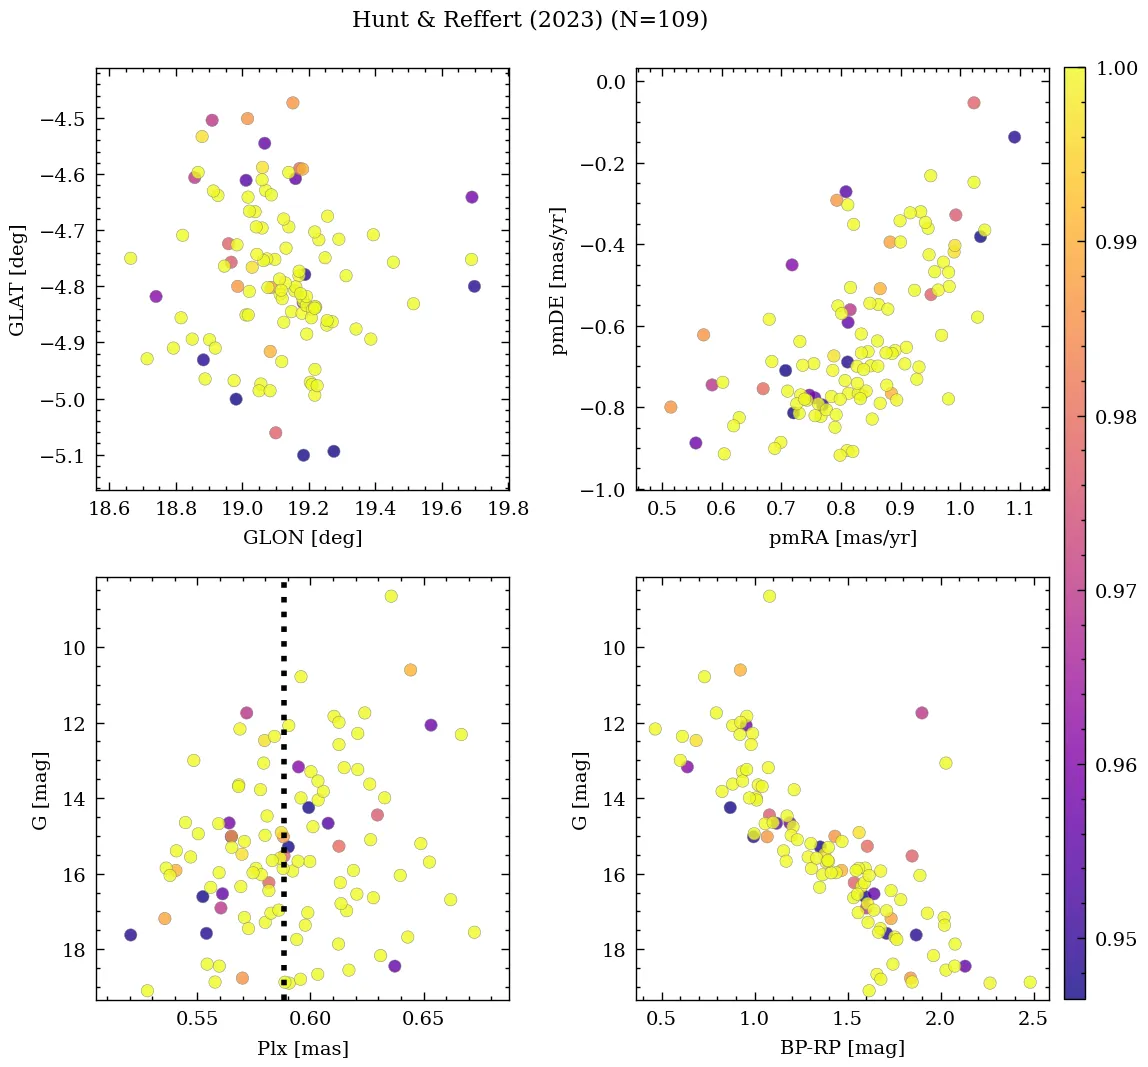 Hunt & Reffert (2023) (N=109)
−4.5
−4.6
−4.7
−4.8
−4.9
−5.0
−5.1
GLAT [deg]
18.6 18.8 19.0 19.2 19.4 19.6 19.8
GLON [deg]
0.0
−0.2
−0.4
−0.6
−0.8
−1.0
pmDE [mas/yr]
0.5 0.6 0.7 0.8 0.9 1.0 1.1
pmRA [mas/yr]
10
12
14
16
18
G [mag]
0.55 0.60 0.65
Plx [mas]
10
12
14
16
18
G [mag]
0.5 1.0 1.5 2.0 2.5
BP-RP [mag]
1.00
0.99
0.98
0.97
0.96
0.95